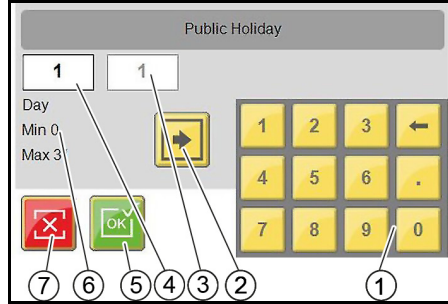 Public Holiday
1 1
Day
Min 0
Max 3
1 2 3 ←
4 5 6 .
7 8 9 0
OK
7 6 5 4 3 2 1